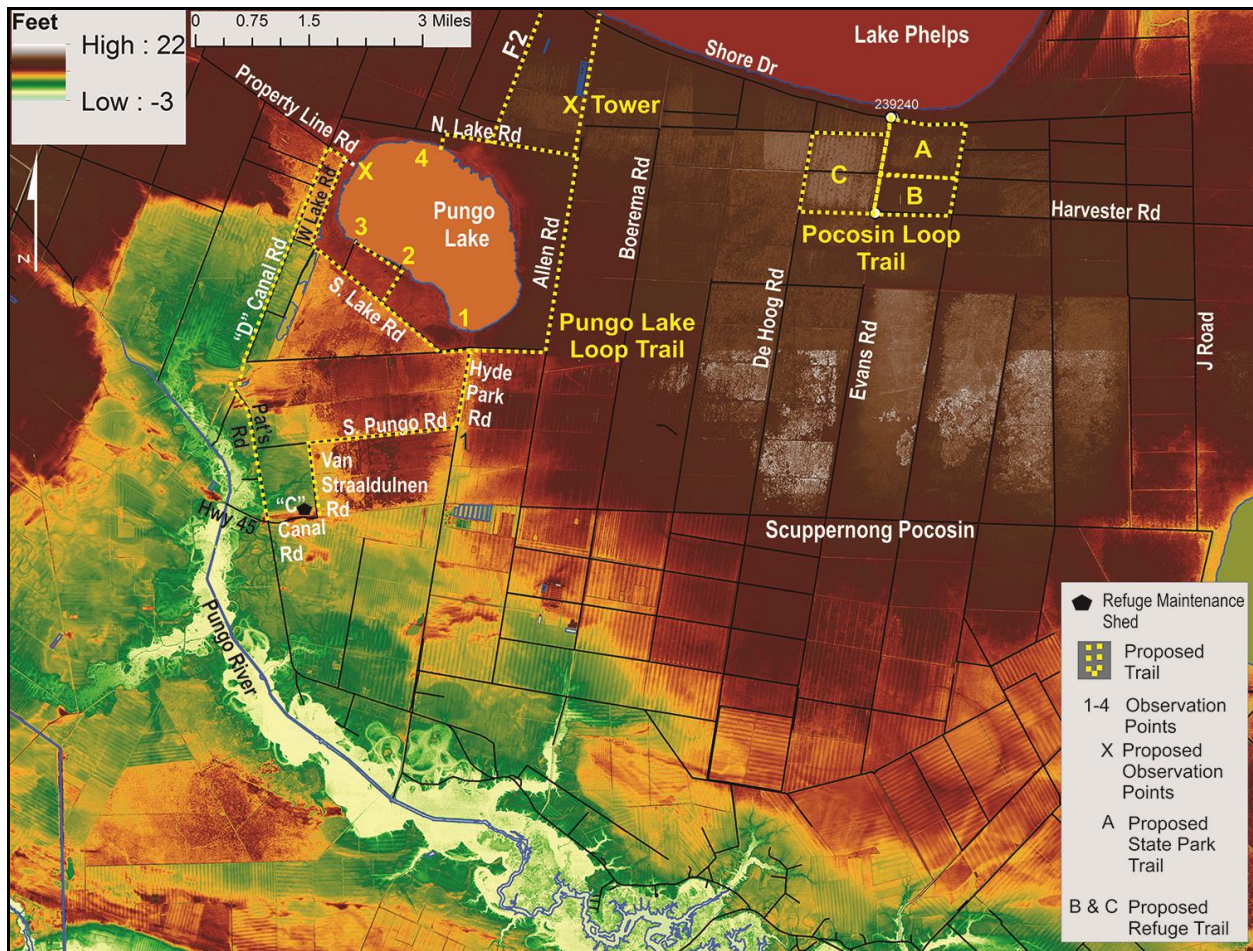 Feet
High : 22
Low : -3
0 0.75 1.5 3 Miles
Lake Phelps
Shore Dr
F2
Property Line Rd
X Tower
239240
N. Lake Rd
4
A
X
C
W Lake Rd
B
Pungo
Lake
Boerema Rd
Harvester Rd
3
Allen Rd
Pocosin Loop
Trail
2
N
"D" Canal Rd
S. Lake Rd
De Hoog Rd
1
Pungo Lake
Loop Trail
Evans Rd
J Road
Hyde
Park
Rd
Pat's
Rd
S. Pungo Rd
1
Van
Straaldulnen
Rd
"C"
Canal
Rd
Hwy 45
Scuppernong Pocosin
Pungo River
Refuge Maintenance
Shed
Proposed
Trail
1-4 Observation
Points
X Proposed
Observation
Points
A Proposed
State Park
Trail
B & C Proposed
Refuge Trail